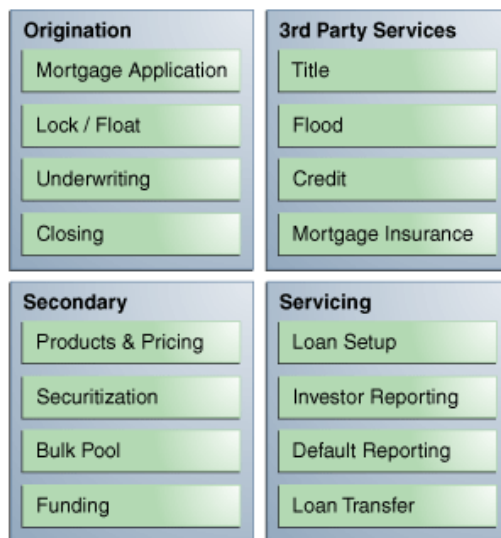 Origination
Mortgage Application
Lock / Float
Underwriting
Closing
3rd Party Services
Title
Flood
Credit
Mortgage Insurance
Secondary
Products & Pricing
Securitization
Bulk Pool
Funding
Servicing
Loan Setup
Investor Reporting
Default Reporting
Loan Transfer